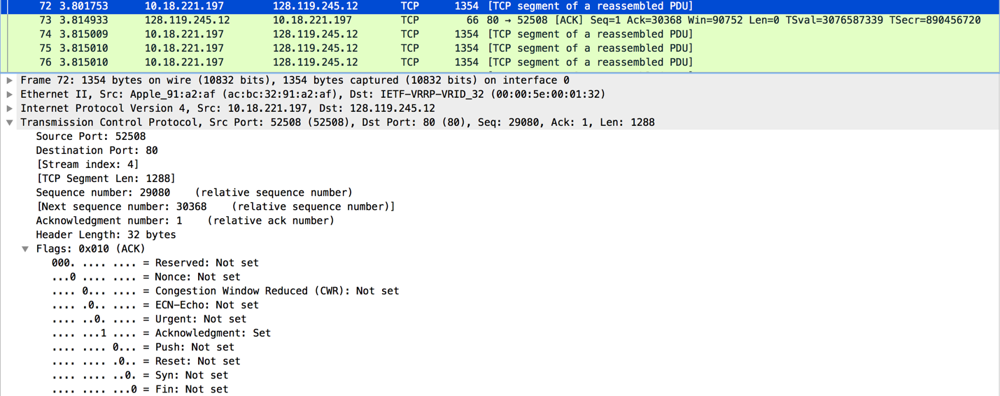 72 3.801753 10.18.221.197 128.119.245.12 TCP 1354 [TCP segment of a reassembled PDU]
73 3.814933 128.119.245.12 10.18.221.197 TCP 66 80 → 52508 [ACK] Seq=1 Ack=30368 Win=90752 Len=0 TSval=3076587339 TSecr=890456720
74 3.815009 10.18.221.197 128.119.245.12 TCP 1354 [TCP segment of a reassembled PDU]
75 3.815010 10.18.221.197 128.119.245.12 TCP 1354 [TCP segment of a reassembled PDU]
76 3.815010 10.18.221.197 128.119.245.12 TCP 1354 [TCP segment of a reassembled PDU]
Frame 72: 1354 bytes on wire (10832 bits), 1354 bytes captured (10832 bits) on interface 0
Ethernet II, Src: Apple_91:a2:af (ac:bc:32:91:a2:af), Dst: IETF-VRRP-VRID_32 (00:00:5e:00:01:32)
Internet Protocol Version 4, Src: 10.18.221.197, Dst: 128.119.245.12
Transmission Control Protocol, Src Port: 52508 (52508), Dst Port: 80 (80), Seq: 29080, Ack: 1, Len: 1288
Source Port: 52508
Destination Port: 80
[Stream index: 4]
[TCP Segment Len: 1288]
Sequence number: 29080 (relative sequence number)
[Next sequence number: 30368 (relative sequence number)]
Acknowledgment number: 1 (relative ack number)
Header Length: 32 bytes
Flags: 0x010 (ACK)
000. .... .... = Reserved: Not set
...0 .... .... = Nonce: Not set
.... 0... .... = Congestion Window Reduced (CWR): Not set
.... .0.. .... = ECN-Echo: Not set
.... ..0. .... = Urgent: Not set
.... ...1 .... = Acknowledgment: Set
.... .... 0... = Push: Not set
.... .... .0.. = Reset: Not set
.... .... ..0. = Syn: Not set
.... .... ...0 = Fin: Not set